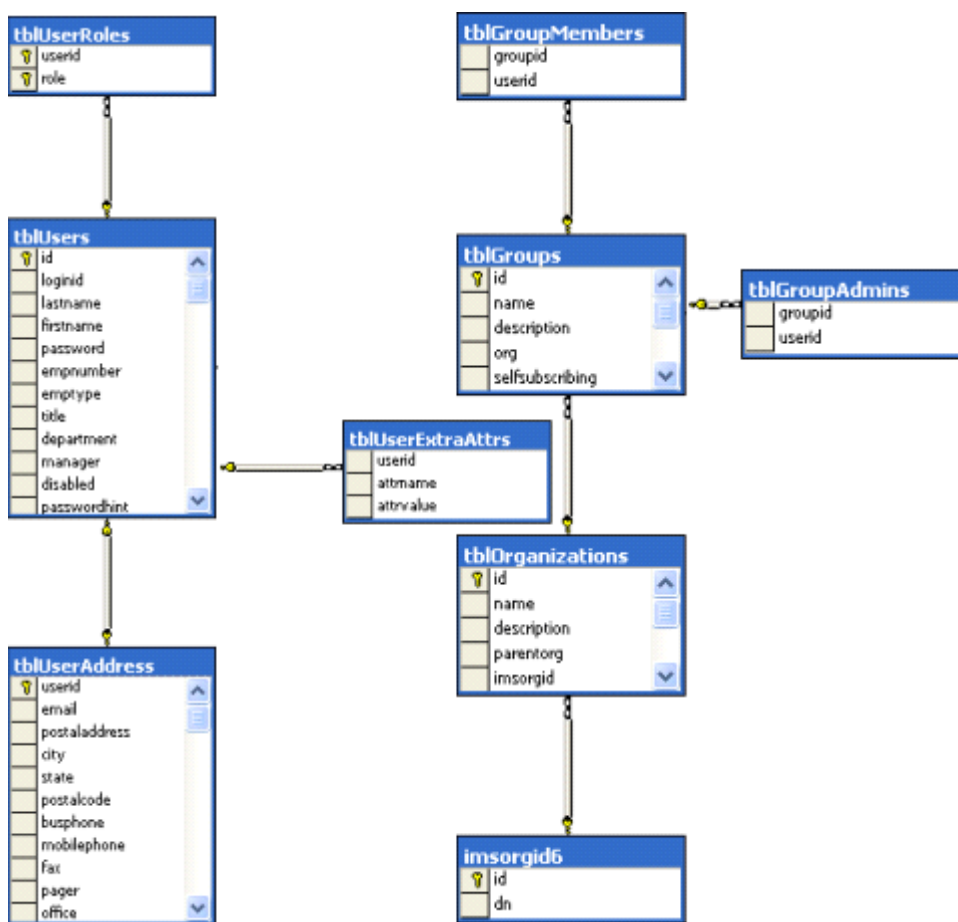 tblUserRoles
userid
role
tblUsers
id
loginid
lastname
firstname
password
empnumber
emptype
title
department
manager
disabled
passwordhint
tblUserAddress
userid
email
postaladdress
city
state
postalcode
busphone
mobilephone
fax
pager
office
tblUserExtraAttrs
userid
attrname
attrvalue
tblGroupMembers
groupid
userid
tblGroups
id
name
description
org
selfsubscribing
tblGroupAdmins
groupid
userid
tblOrganizations
id
name
description
parentorg
imsorgid
imsorgid6
id
dn